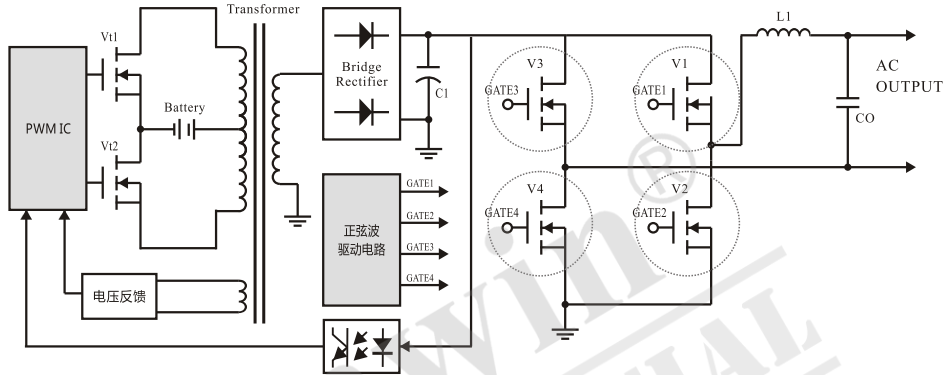 Transformer
Vt1
PWM IC
Battery
Vt2
Bridge
Rectifier
C1
正弦波
驱动电路
GATE1
GATE2
GATE3
GATE4
电压反馈
V3
GATE3
V1
GATE1
V4
GATE4
V2
GATE2
L1
AC
OUTPUT
CO
®